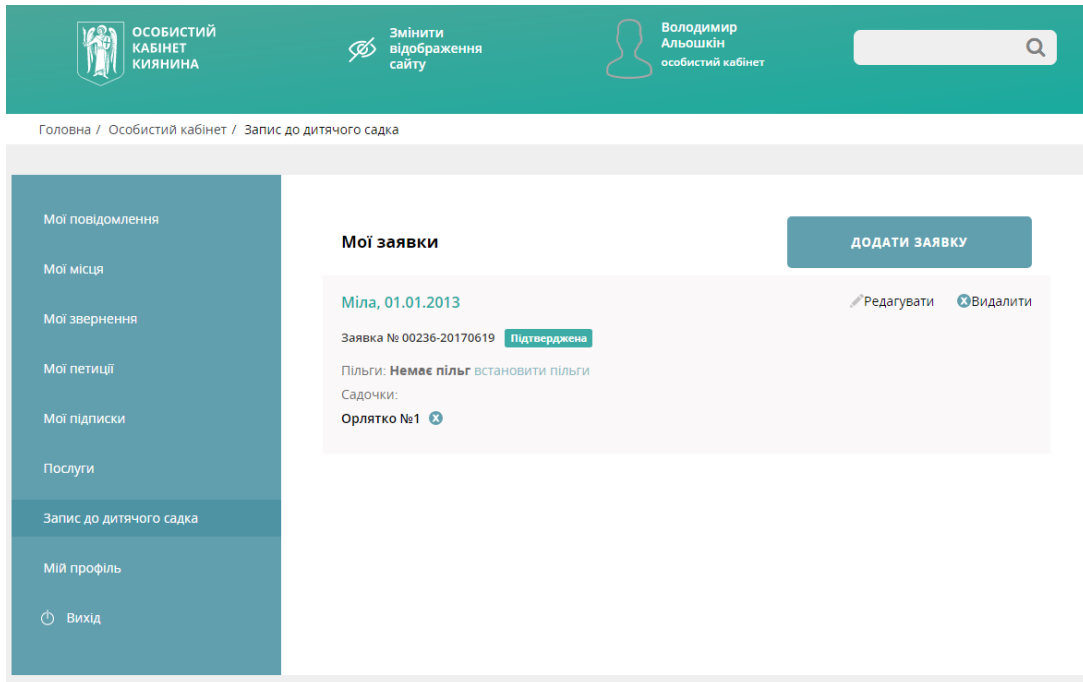 ОСОБИСТИЙ
КАБІНЕТ
КИЯНИНА
Змінити
відображення
сайту
Володимир
Альошкін
особистий кабінет
Головна / Особистий кабінет / Запис до дитячого садка
Мої повідомлення
Мої місця
Мої звернення
Мої петиції
Мої підписки
Послуги
Запис до дитячого садка
Мій профіль
Вихід
Мої заявки
ДОДАТИ ЗАЯВКУ
Міла, 01.01.2013
Редагувати
Видалити
Заявка № 00236-20170619 Підтверджена
Пільги: Немає пільг встановити пільги
Садочки:
Орлятко №1